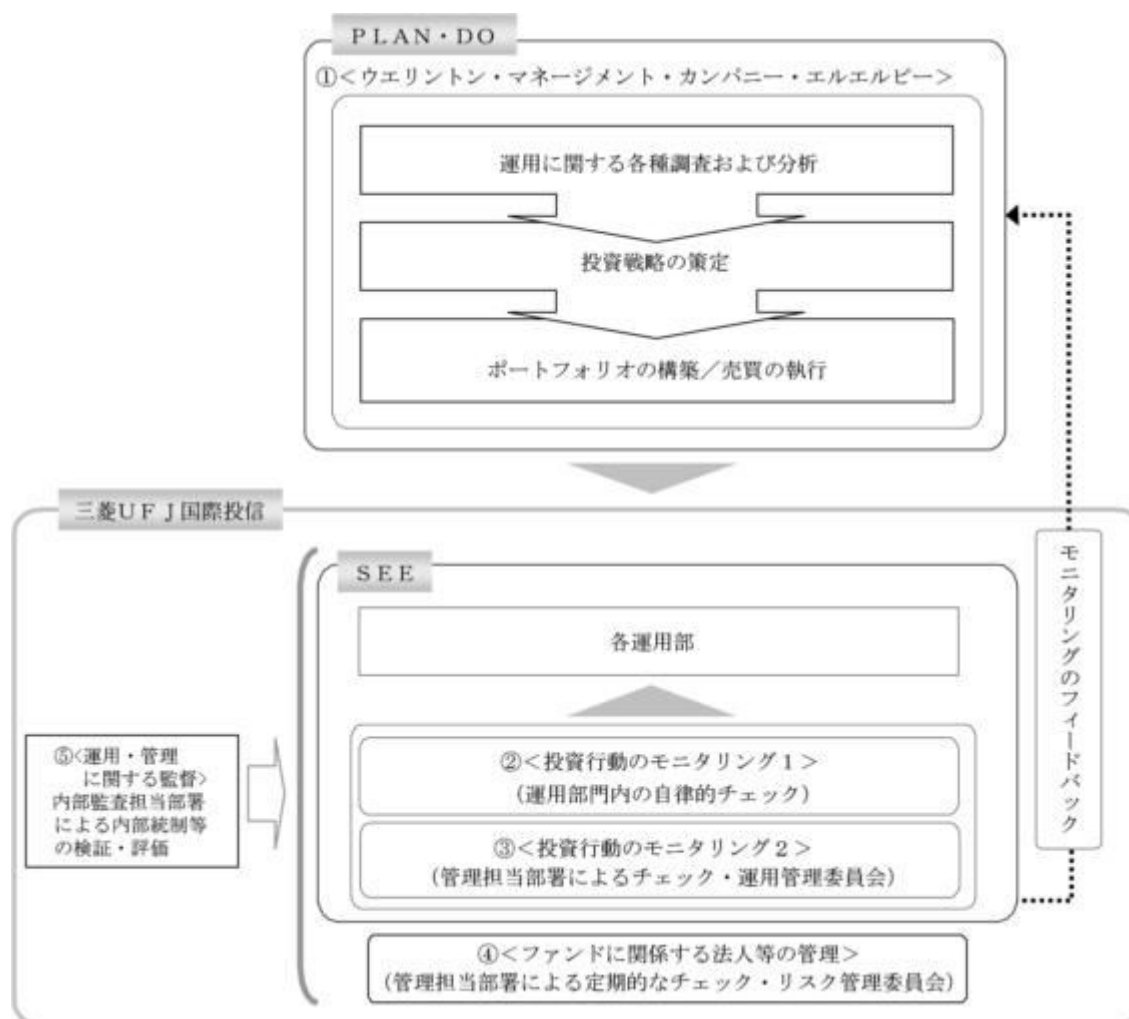 PLAN・DO
①＜ウエリントン・マネージメント・カンパニー・エルエルピー＞
運用に関する各種調査および分析
投資戦略の策定
ポートフォリオの構築／売買の執行
三菱UFJ国際投信
SEE
各運用部
②＜投資行動のモニタリング1＞
（運用部門内の自律的チェック）
③＜投資行動のモニタリング2＞
（管理担当部署によるチェック・運用管理委員会）
④＜ファンドに関係する法人等の管理＞
（管理担当部署による定期的なチェック・リスク管理委員会）
⑤〈運用・管理
に関する監督〉
内部監査担当部署
による内部統制等
の検証・評価
モニタリングのフィードバック